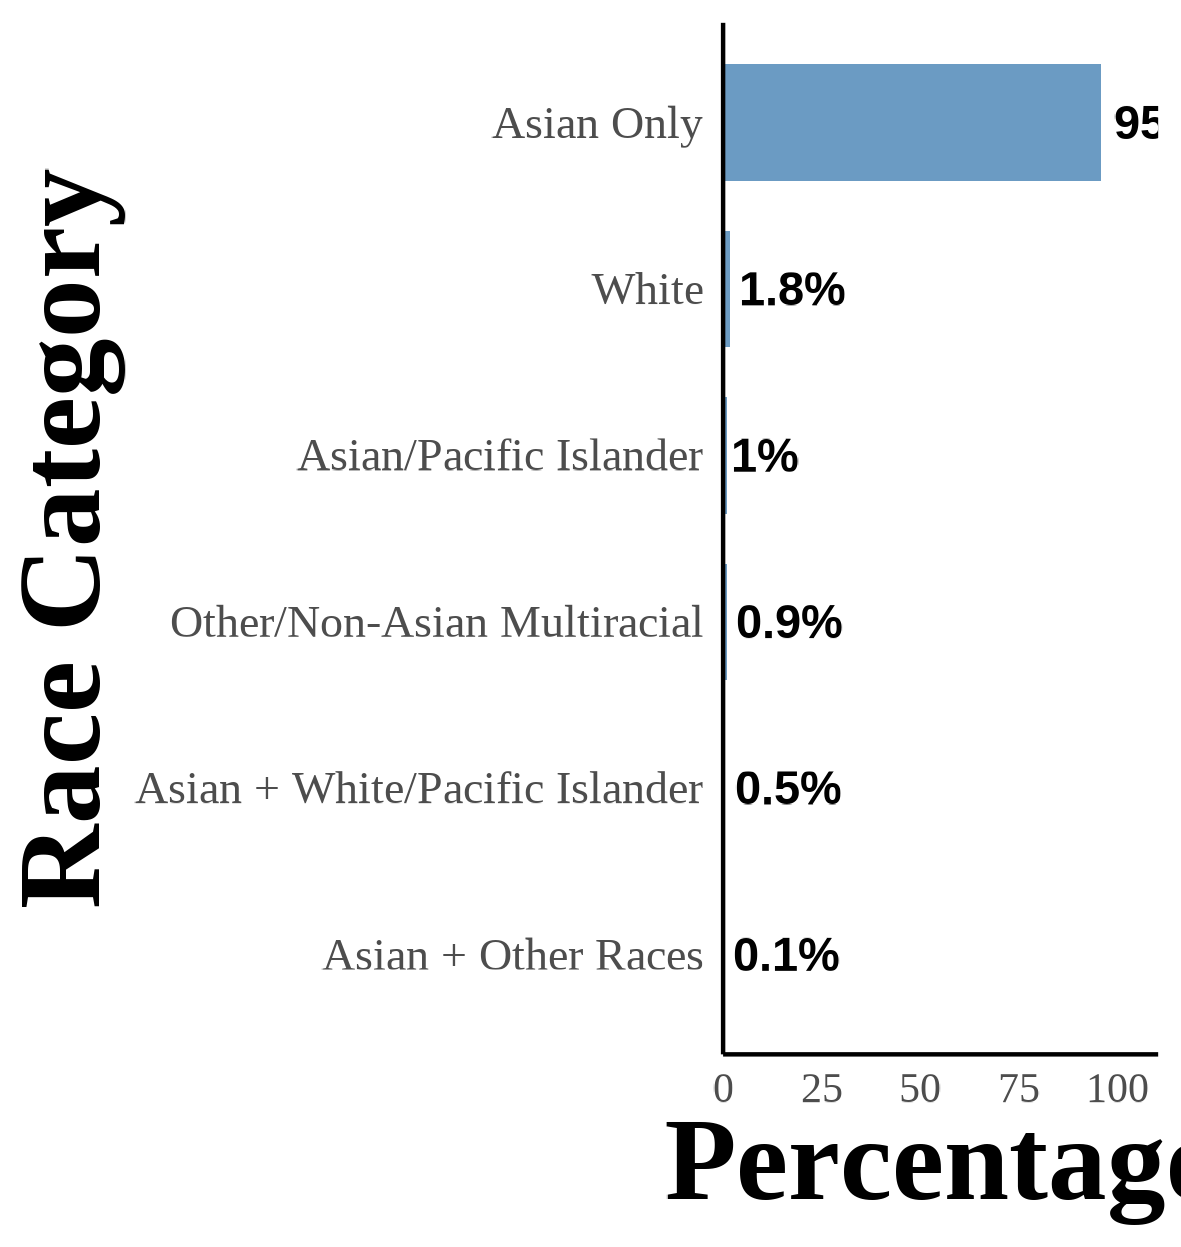 Race Category
Asian Only 95
White 1.8%
Asian/Pacific Islander 1%
Other/Non-Asian Multiracial 0.9%
Asian + White/Pacific Islander 0.5%
Asian + Other Races 0.1%
0 25 50 75 100
Percentage